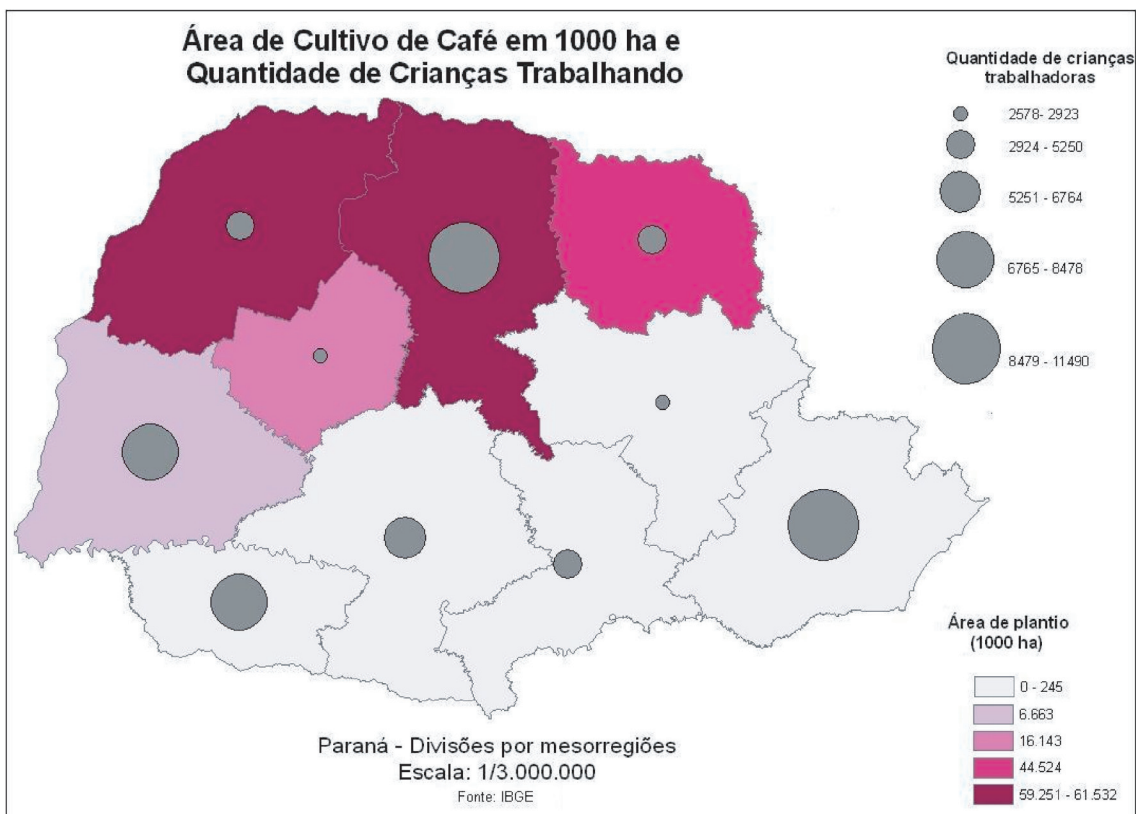 Área de Cultivo de Café em 1000 ha e
Quantidade de Crianças Trabalhando
Quantidade de crianças
trabalhadoras
2578- 2923
2924 - 5250
5251 - 6764
6765 - 8478
8479 - 11490
Área de plantio
(1000 ha)
0 - 245
6.663
16.143
44.524
59.251 - 61.532
Paraná - Divisões por mesorregiões
Escala: 1/3.000.000
Fonte: IBGE